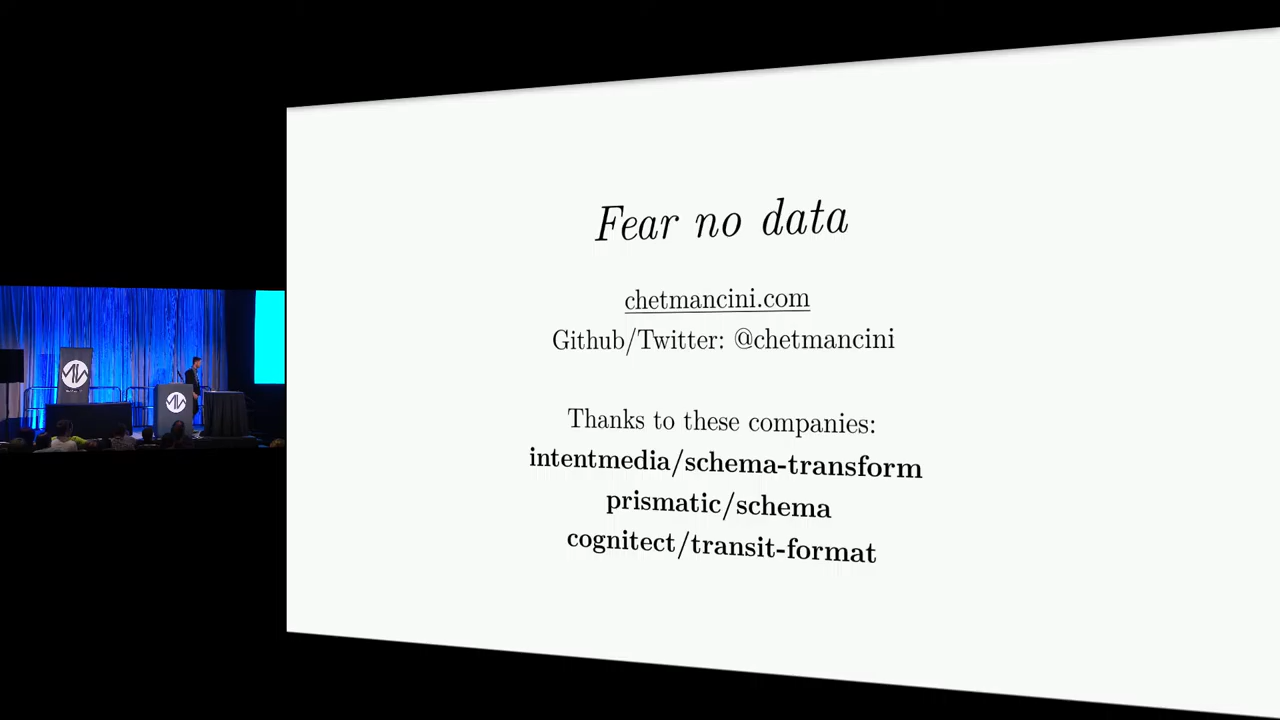 Fear no data
chetmancini.com
Github/Twitter: @chetmancini
Thanks to these companies:
intentmedia/schema-transform
prismatic/schema
cognitect/transit-format